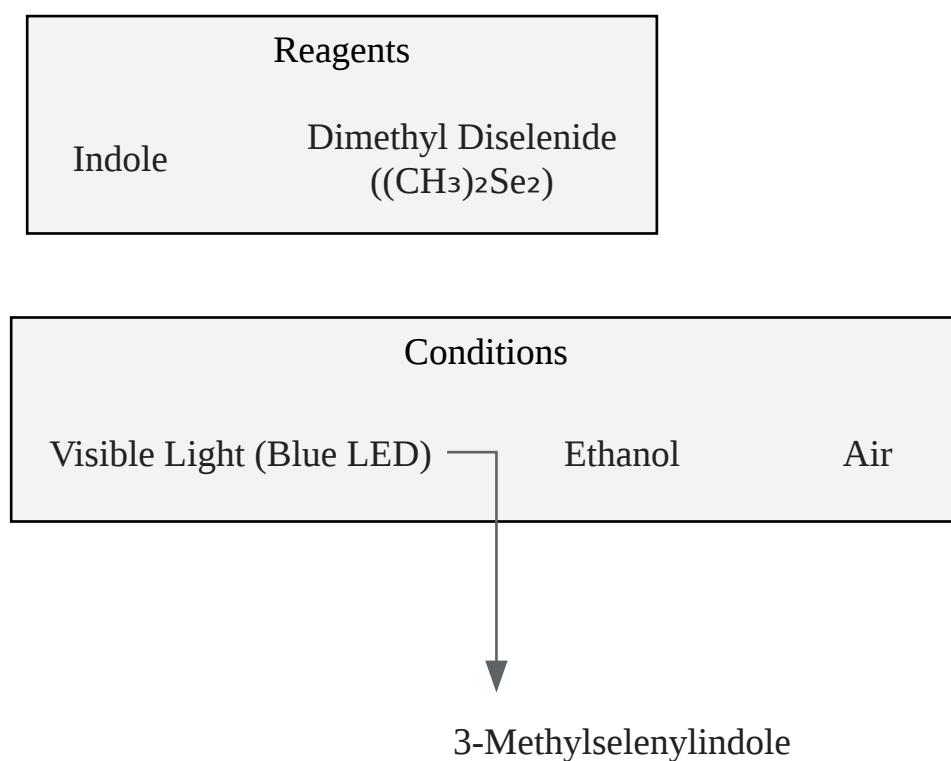 Reagents
Indole
Dimethyl Diselenide
((CH₃)₂Se₂)
Conditions
Visible Light (Blue LED)
Ethanol
Air
3-Methylselenylindole